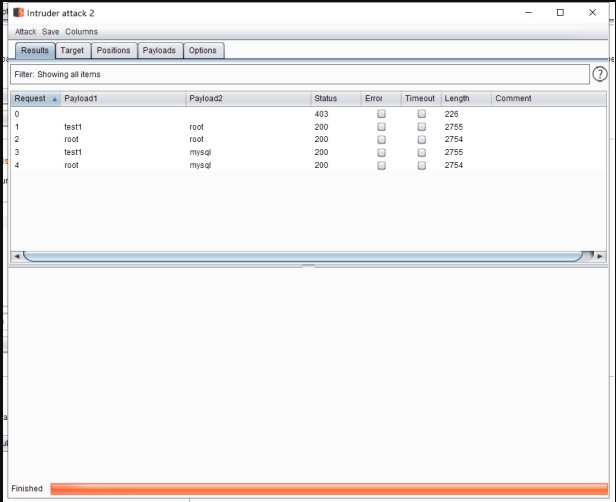 Intruder attack 2
Attack Save Columns
Results Target Positions Payloads Options
Filter: Showing all items ?
Request Payload1 Payload2 Status Error Timeout Length Comment
0 403 226
1 test1 root 200 2755
2 root root 200 2754
3 test1 mysql 200 2755
4 root mysql 200 2754
Finished